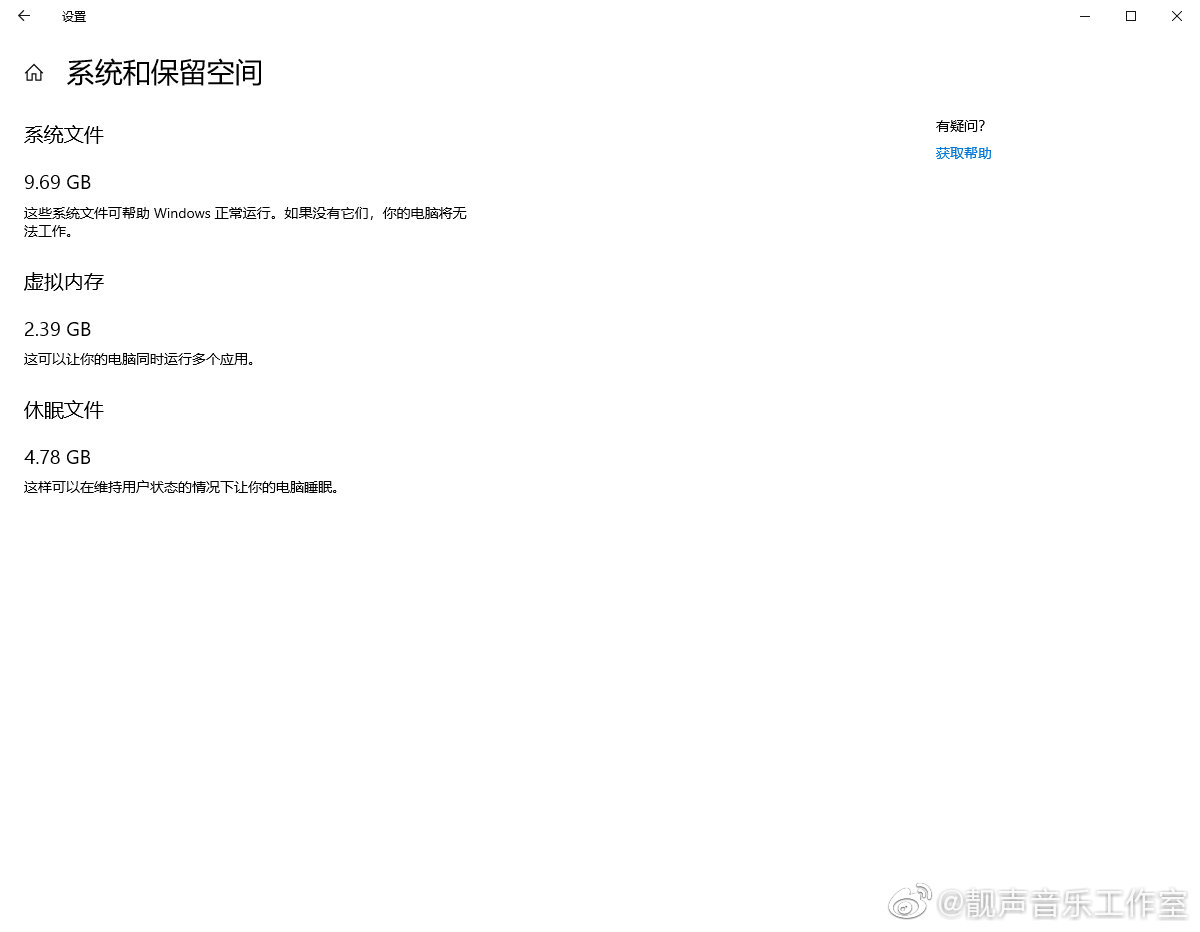 设置
系统和保留空间
系统文件
9.69 GB
这些系统文件可帮助 Windows 正常运行。如果没有它们，你的电脑将无
法工作。
虚拟内存
2.39 GB
这可以让你的电脑同时运行多个应用。
休眠文件
4.78 GB
这样可以在维持用户状态的情况下让你的电脑睡眠。
有疑问?
获取帮助
@靓声音乐工作室